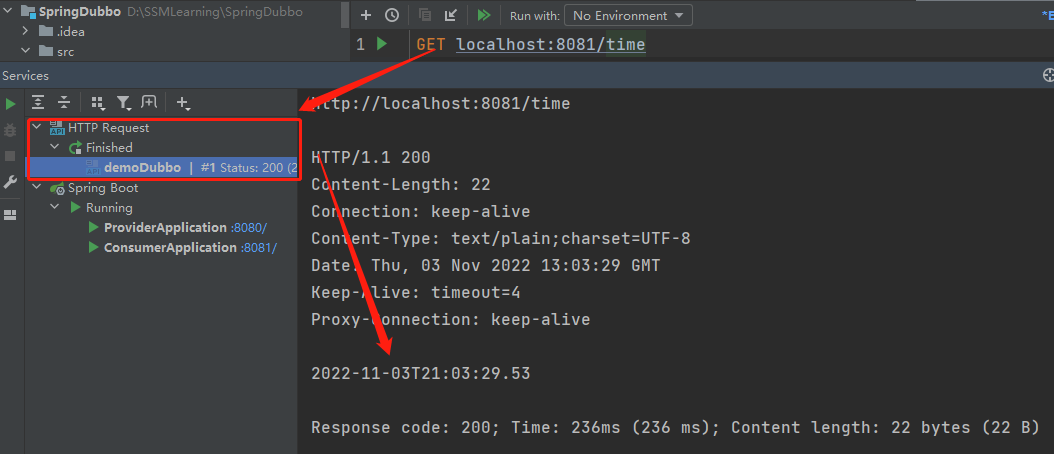 SpringDubbo D:\SSMLearning\SpringDubbo
.idea
src
Run with: No Environment
1 GET localhost:8081/time
Services
HTTP Request
Finished
demoDubbo | #1 Status: 200 (2
Spring Boot
Running
ProviderApplication :8080/
ConsumerApplication :8081/
http://localhost:8081/time
HTTP/1.1 200
Content-Length: 22
Connection: keep-alive
Content-Type: text/plain;charset=UTF-8
Date: Thu, 03 Nov 2022 13:03:29 GMT
Keep-Alive: timeout=4
Proxy-Connection: keep-alive
2022-11-03T21:03:29.53
Response code: 200; Time: 236ms (236 ms); Content length: 22 bytes (22 B)